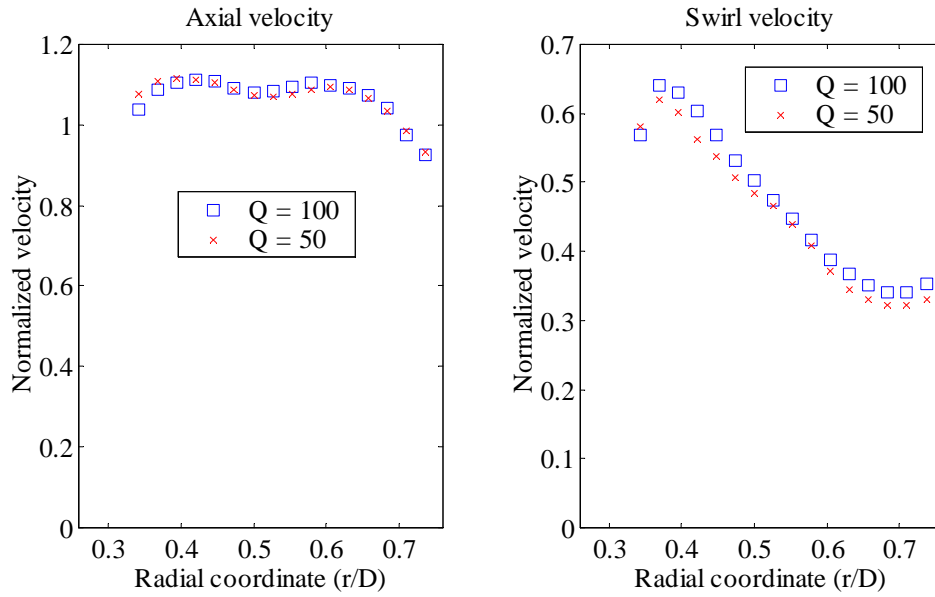 Axial velocity
1.2
1
0.8
0.6
0.4
0.2
0
Normalized velocity
Q = 100
Q = 50
0.3 0.4 0.5 0.6 0.7
Radial coordinate (r/D)
Swirl velocity
0.7
0.6
0.5
0.4
0.3
0.2
0.1
0
Normalized velocity
Q = 100
Q = 50
0.3 0.4 0.5 0.6 0.7
Radial coordinate (r/D)